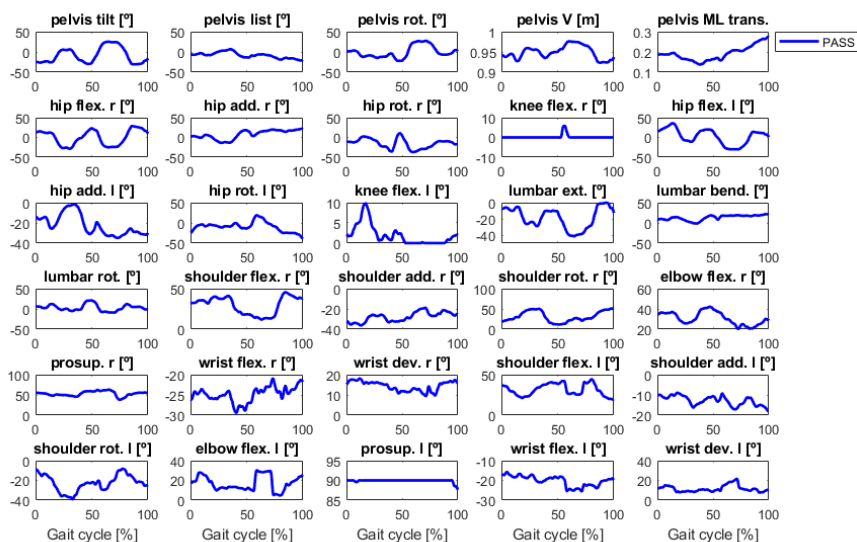 pelvis tilt [º] pelvis list [º] pelvis rot. [º] pelvis V [m] pelvis ML trans.
50 50 50 1 0.3 PASS
0 0 0 0.95 0.2
-50 -50 -50 0.9 0.1
0 50 100 0 50 100 0 50 100 0 50 100 0 50 100
hip flex. r [º] hip add. r [º] hip rot. r [º] knee flex. r [º] hip flex. l [º]
50 50 50 10 50
0 0 0 0 0
-50 -50 -50 -10 -50
0 50 100 0 50 100 0 50 100 0 50 100 0 50 100
hip add. l [º] hip rot. l [º] knee flex. l [º] lumbar ext. [º] lumbar bend. [º]
0 50 10 0 50
-20 0 5 -20 0
-40 -50 0 -40 -50
0 50 100 0 50 100 0 50 100 0 50 100 0 50 100
lumbar rot. [º] shoulder flex. r [º] shoulder add. r [º] shoulder rot. r [º] elbow flex. r [º]
50 50 0 100 60
0 -20 50 40
-50 0 -40 0 20
0 50 100 0 50 100 0 50 100 0 50 100 0 50 100
prosup. r [º] wrist flex. r [º] wrist dev. r [º] shoulder flex. l [º] shoulder add. l [º]
100 -20 20 50 0
50 -25 10 -10
0 -30 0 0 -20
0 50 100 0 50 100 0 50 100 0 50 100 0 50 100
shoulder rot. l [º] elbow flex. l [º] prosup. l [º] wrist flex. l [º] wrist dev. l [º]
0 40 95 -10 40
-20 20 90 -20 20
-40 0 85 -30 0
0 50 100 0 50 100 0 50 100 0 50 100 0 50 100
Gait cycle [%] Gait cycle [%] Gait cycle [%] Gait cycle [%] Gait cycle [%]